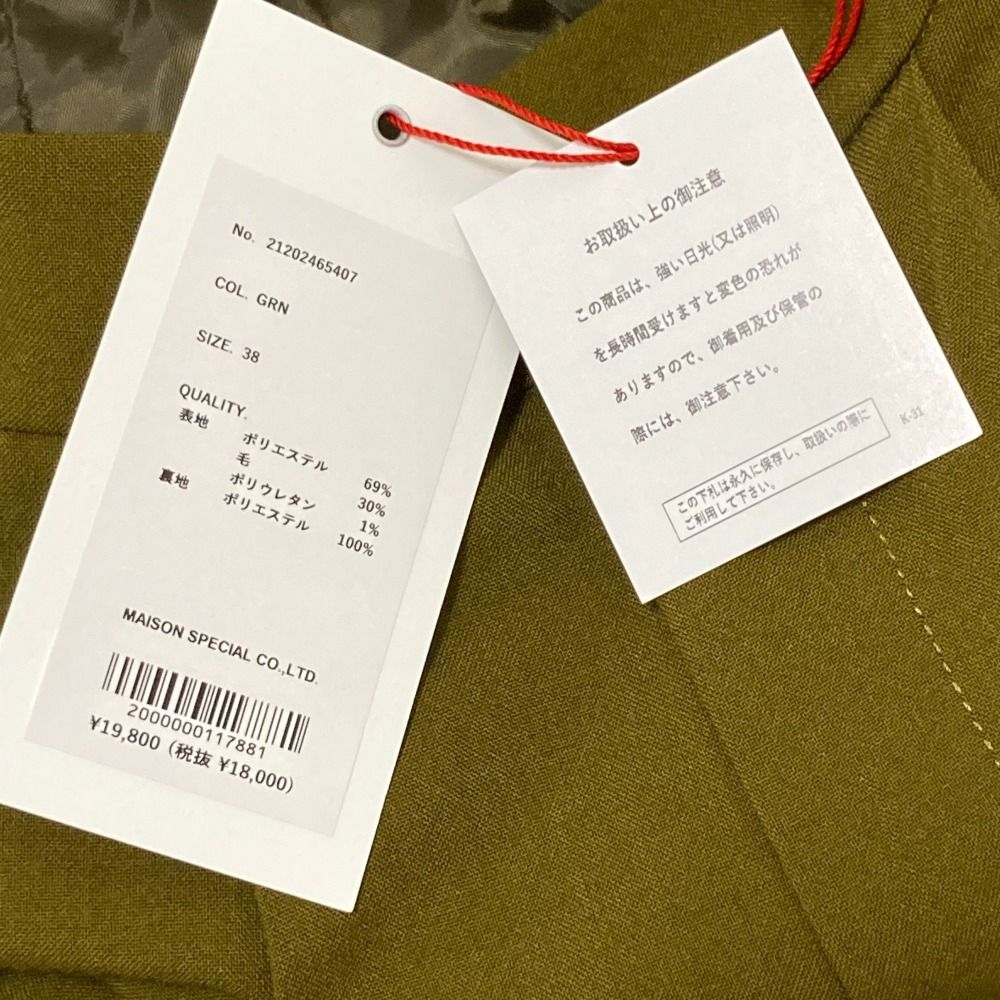 No. 21202465407
COL. GRN
SIZE. 38
QUALITY.
表地 ポリエステル 69%
毛 30%
ポリウレタン 1%
裏地 ポリエステル 100%
MAISON SPECIAL CO.,LTD.
2000000117881
¥19,800 (税抜 ¥18,000)
お取扱い上の御注意
この商品は、強い日光(又は照明)
を長時間受けますと変色の恐れが
ありますので、御着用及び保管の
際には、御注意下さい。
この下札は永久に保存し、取扱いの際に
ご利用して下さい。
K-31